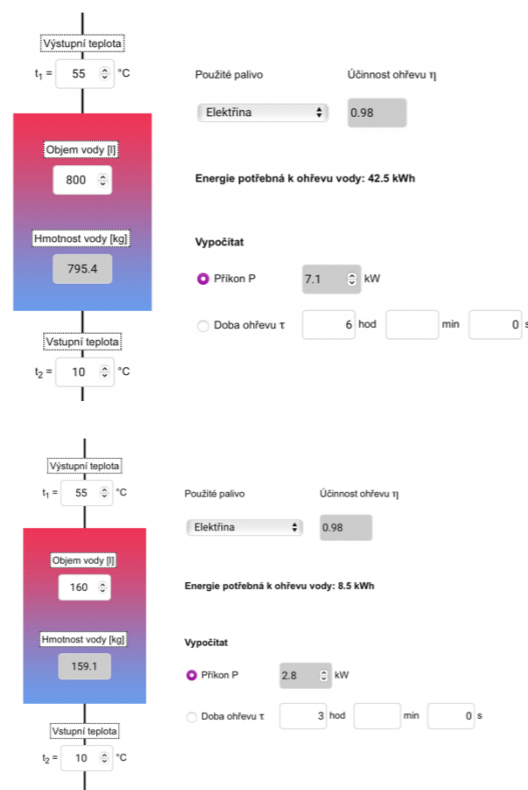 Výstupní teplota
t₁ = 55 °C
Použité palivo Účinnost ohřevu η
Elektřina 0.98
Objem vody [l]
800
Energie potřebná k ohřevu vody: 42.5 kWh
Hmotnost vody [kg]
795.4
Vypočítat
Příkon P 7.1 kW
Doba ohřevu τ 6 hod min 0 s
Vstupní teplota
t₂ = 10 °C
Výstupní teplota
t₁ = 55 °C
Použité palivo Účinnost ohřevu η
Elektřina 0.98
Objem vody [l]
160
Energie potřebná k ohřevu vody: 8.5 kWh
Hmotnost vody [kg]
159.1
Vypočítat
Příkon P 2.8 kW
Doba ohřevu τ 3 hod min 0 s
Vstupní teplota
t₂ = 10 °C